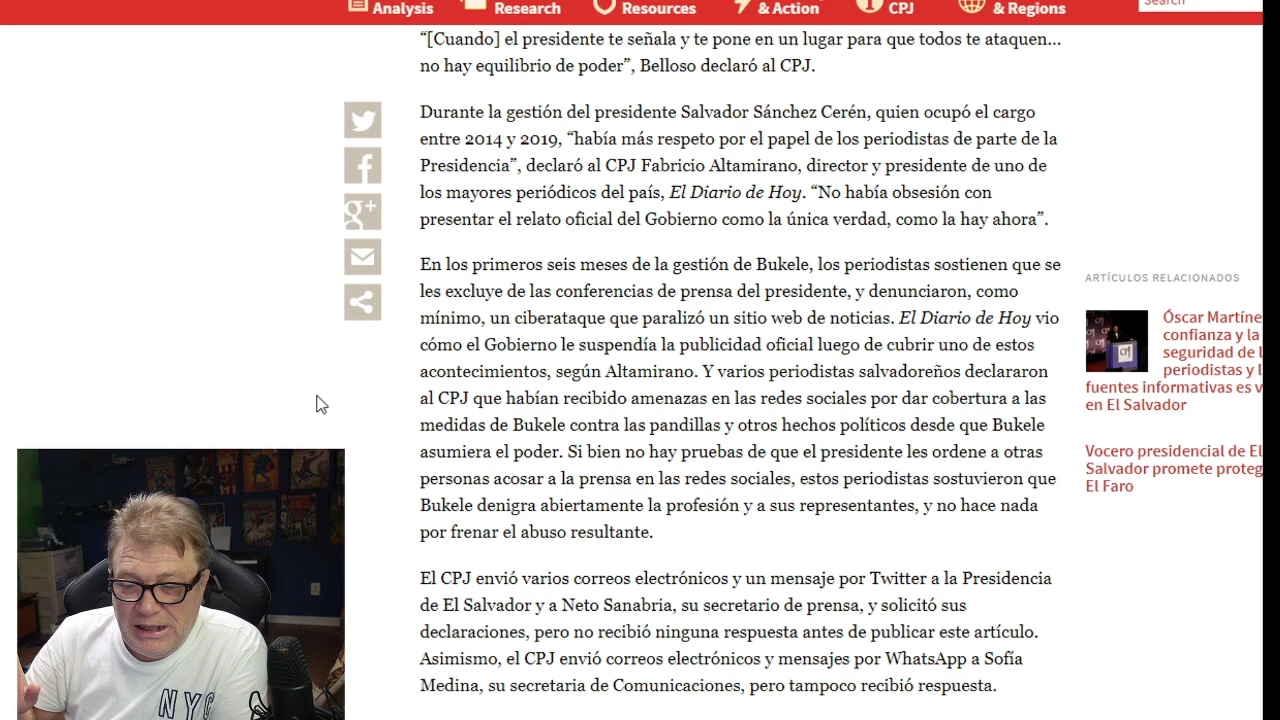 Analysis
Research
Resources
& Action
CPJ
& Regions
Search
“[Cuando] el presidente te señala y te pone en un lugar para que todos te ataquen…
no hay equilibrio de poder”, Belloso declaró al CPJ.
Durante la gestión del presidente Salvador Sánchez Cerén, quien ocupó el cargo
entre 2014 y 2019, “había más respeto por el papel de los periodistas de parte de la
Presidencia”, declaró al CPJ Fabricio Altamirano, director y presidente de uno de
los mayores periódicos del país, El Diario de Hoy. “No había obsesión con
presentar el relato oficial del Gobierno como la única verdad, como la hay ahora”.
En los primeros seis meses de la gestión de Bukele, los periodistas sostienen que se
les excluye de las conferencias de prensa del presidente, y denunciaron, como
mínimo, un ciberataque que paralizó un sitio web de noticias. El Diario de Hoy vio
cómo el Gobierno le suspendía la publicidad oficial luego de cubrir uno de estos
acontecimientos, según Altamirano. Y varios periodistas salvadoreños declararon
al CPJ que habían recibido amenazas en las redes sociales por dar cobertura a las
medidas de Bukele contra las pandillas y otros hechos políticos desde que Bukele
asumiera el poder. Si bien no hay pruebas de que el presidente les ordene a otras
personas acosar a la prensa en las redes sociales, estos periodistas sostuvieron que
Bukele denigra abiertamente la profesión y a sus representantes, y no hace nada
por frenar el abuso resultante.
El CPJ envió varios correos electrónicos y un mensaje por Twitter a la Presidencia
de El Salvador y a Neto Sanabria, su secretario de prensa, y solicitó sus
declaraciones, pero no recibió ninguna respuesta antes de publicar este artículo.
Asimismo, el CPJ envió correos electrónicos y mensajes por WhatsApp a Sofía
Medina, su secretaria de Comunicaciones, pero tampoco recibió respuesta.
g+
ARTÍCULOS RELACIONADOS
CPJ
Óscar Martíne
confianza y la
seguridad de l
periodistas y l
fuentes informativas es v
en El Salvador
Vocero presidencial de El
Salvador promete proteg
El Faro
NYC